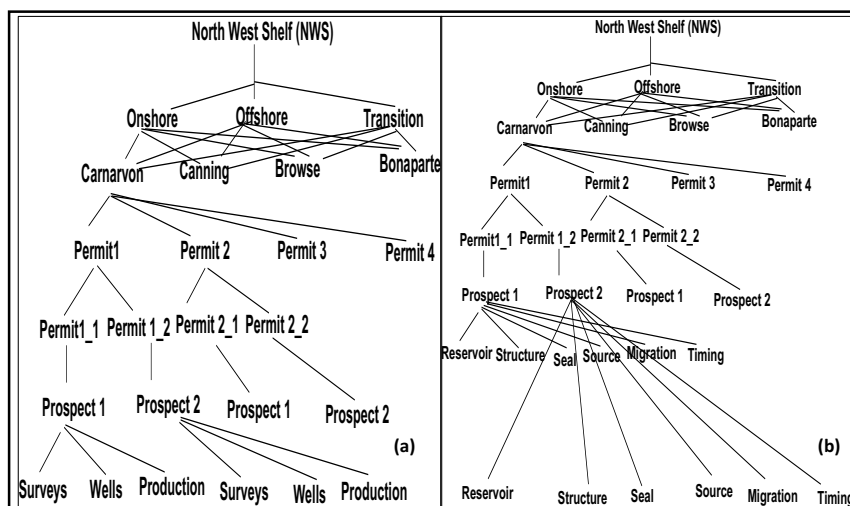 North West Shelf (NWS)
Onshore Offshore Transition
Carnarvon Canning Browse Bonaparte
Permit1 Permit 2 Permit 3 Permit 4
Permit1_1 Permit 1_2 Permit 2_1 Permit 2_2
Prospect 1 Prospect 2 Prospect 1 Prospect 2
(a)
Surveys Wells Production Surveys Wells Production
North West Shelf (NWS)
Onshore Offshore Transition
Carnarvon Canning Browse Bonaparte
Permit1 Permit 2 Permit 3 Permit 4
Permit1_1 Permit 1_2 Permit 2_1 Permit 2_2
Prospect 1 Prospect 2 Prospect 1 Prospect 2
Reservoir Structure Seal Source Migration Timing
(b)
Reservoir Structure Seal Source Migration Timing